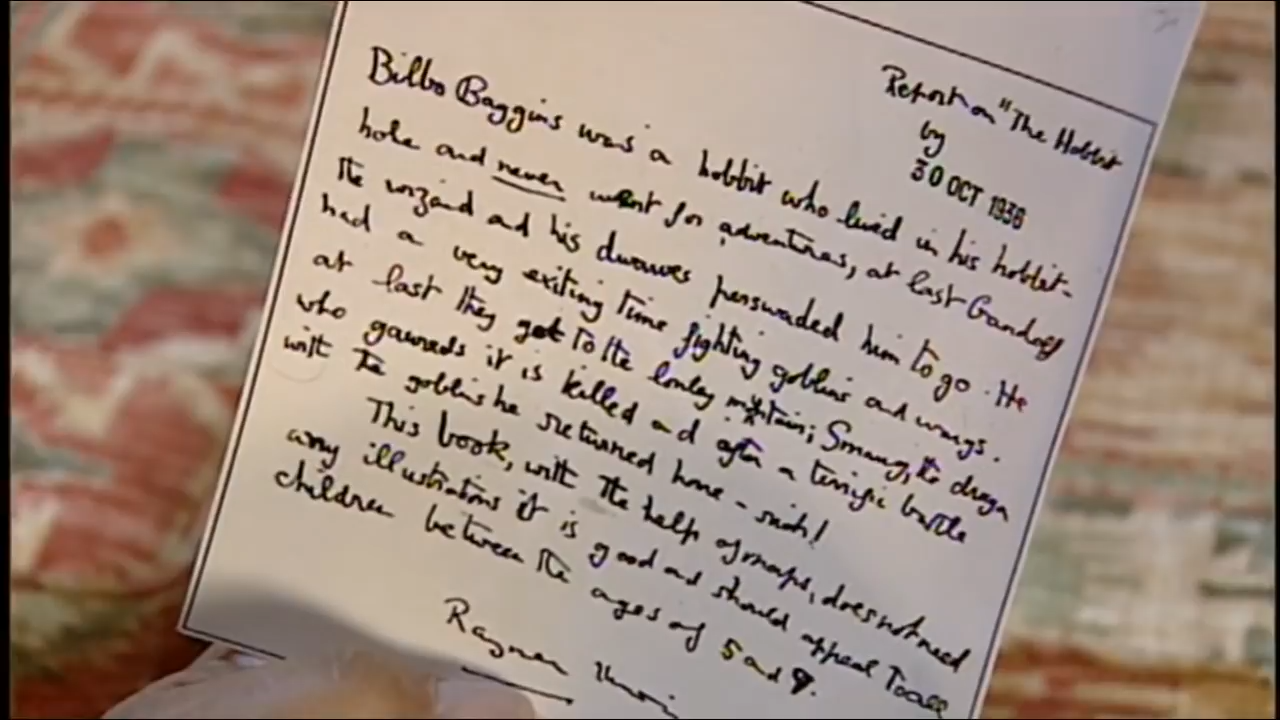 Report on "The Hobbit
by
30 OCT 1936
Bilbo Baggins was a hobbit who lived in his hobbit-
hole and never went for adventures, at last Gandalf
the wizard and his dwarves perswaded him to go. He
had a very exiting time fighting goblins and wargs.
at last they got to the lonley mountain; Smaug, the dragon
who gawreds it is killed and after a terrific battle
with the goblins he returned home - rich!
This book, with the help of maps, does not need
any illustrations it is good and should appeal to all
children between the ages of 5 and 9.
Rayner Unwin